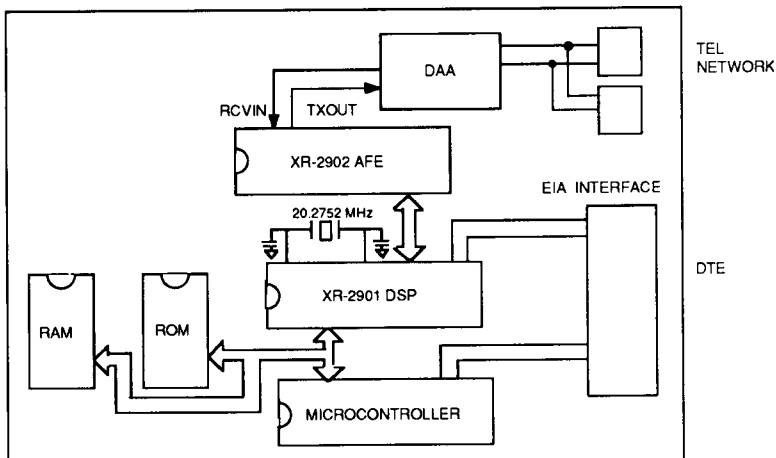 TEL
NETWORK
DAA
RCVIN
TXOUT
XR-2902 AFE
EIA INTERFACE
20.2752 MHz
DTE
XR-2901 DSP
RAM
ROM
MICROCONTROLLER